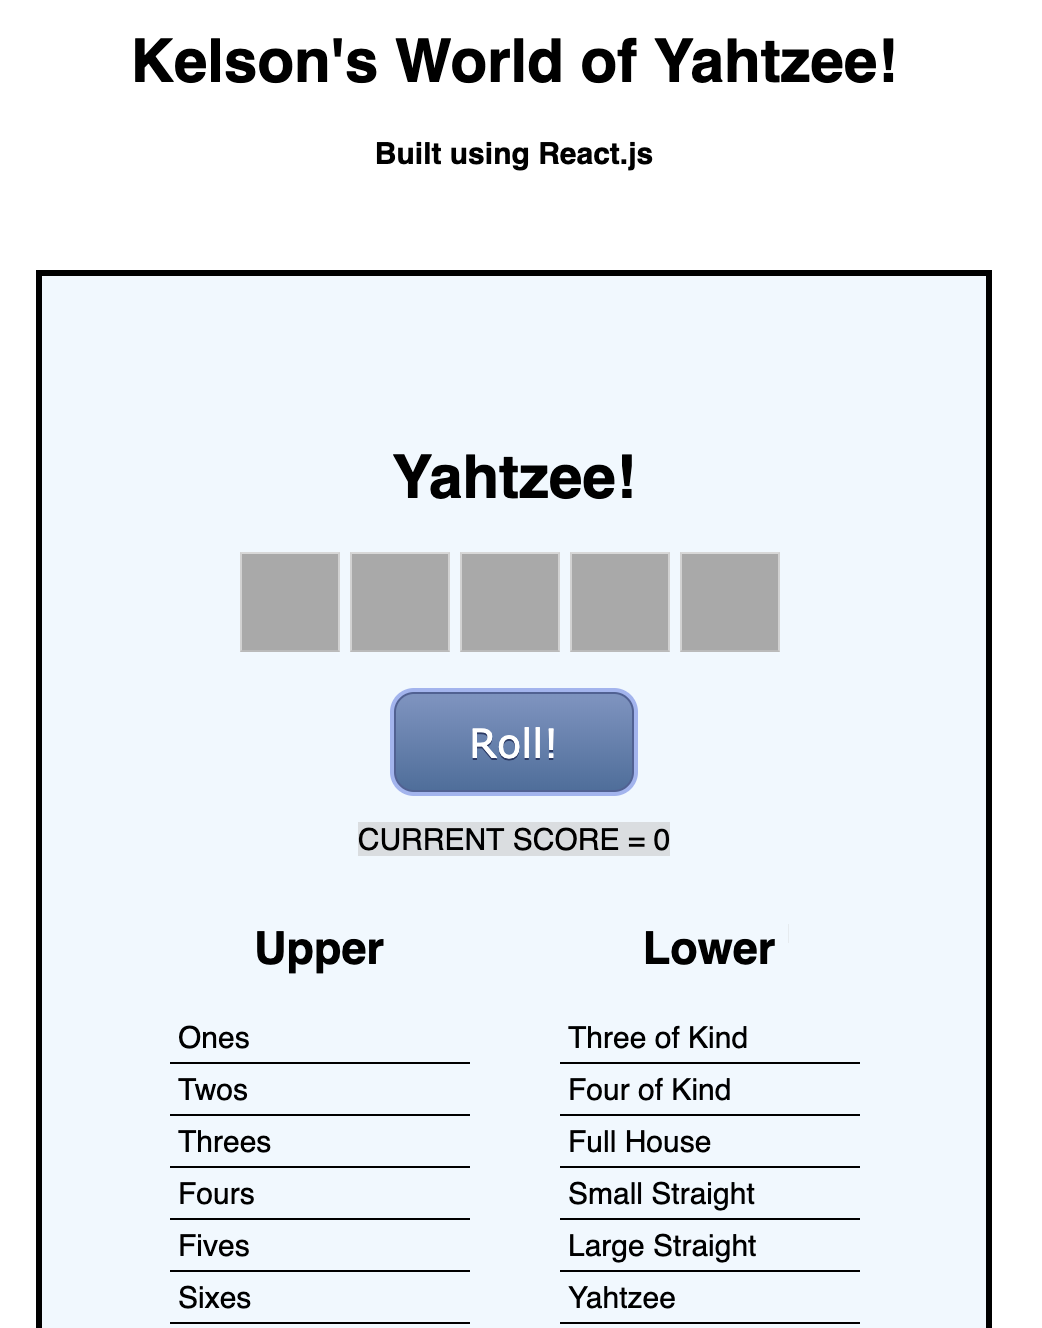 Kelson's World of Yahtzee!
Built using React.js
Yahtzee!
Roll!
CURRENT SCORE = 0
Upper
Ones
Twos
Threes
Fours
Fives
Sixes
Lower
Three of Kind
Four of Kind
Full House
Small Straight
Large Straight
Yahtzee